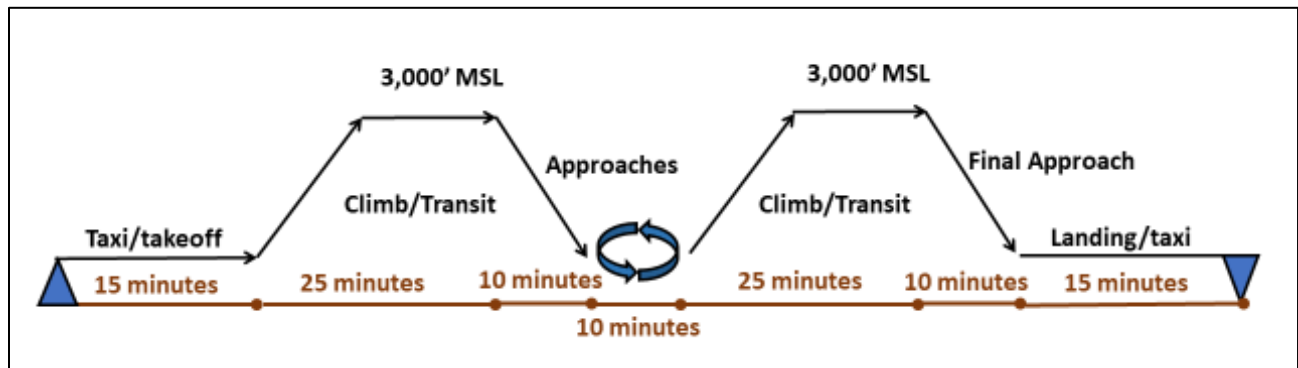 3,000’ MSL
3,000’ MSL
Approaches
Final Approach
Climb/Transit
Climb/Transit
Taxi/takeoff
Landing/taxi
15 minutes
25 minutes
10 minutes
25 minutes
10 minutes
15 minutes
10 minutes